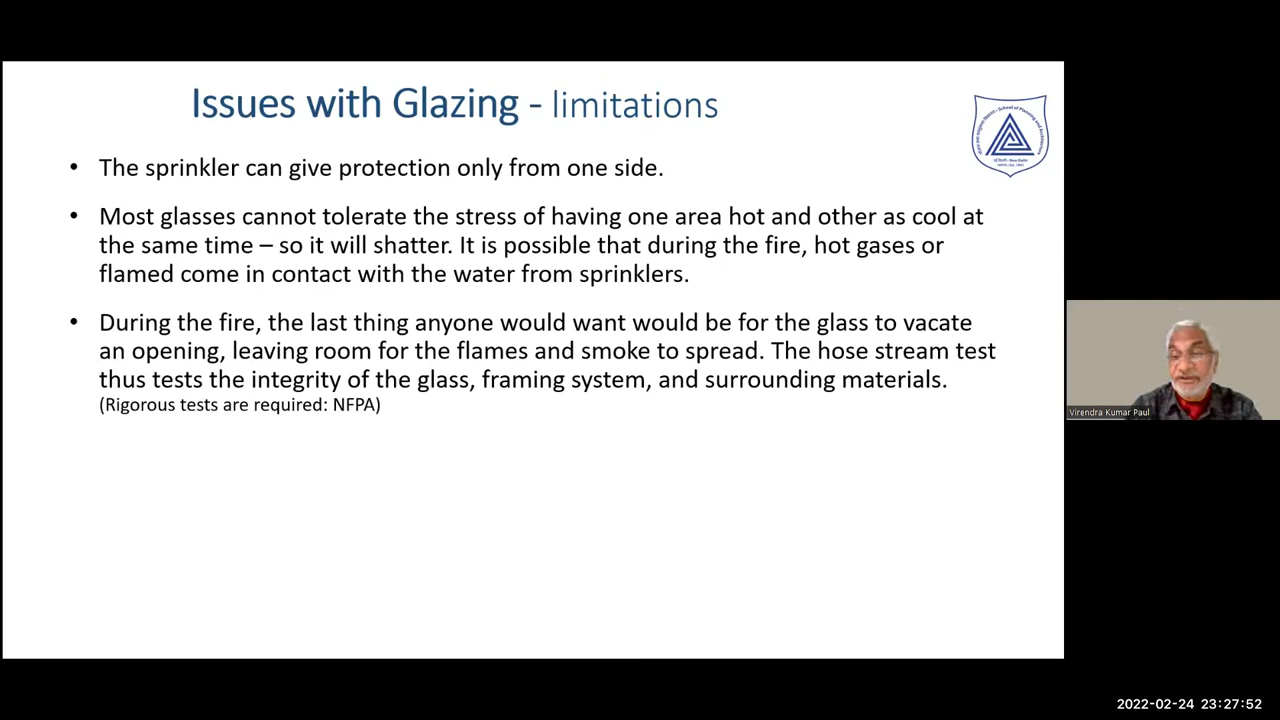 Issues with Glazing - limitations
• The sprinkler can give protection only from one side.
• Most glasses cannot tolerate the stress of having one area hot and other as cool at
the same time – so it will shatter. It is possible that during the fire, hot gases or
flamed come in contact with the water from sprinklers.
• During the fire, the last thing anyone would want would be for the glass to vacate
an opening, leaving room for the flames and smoke to spread. The hose stream test
thus tests the integrity of the glass, framing system, and surrounding materials.
(Rigorous tests are required: NFPA)
School of Planning and Architecture
Virendra Kumar Paul
2022-02-24 23:27:52